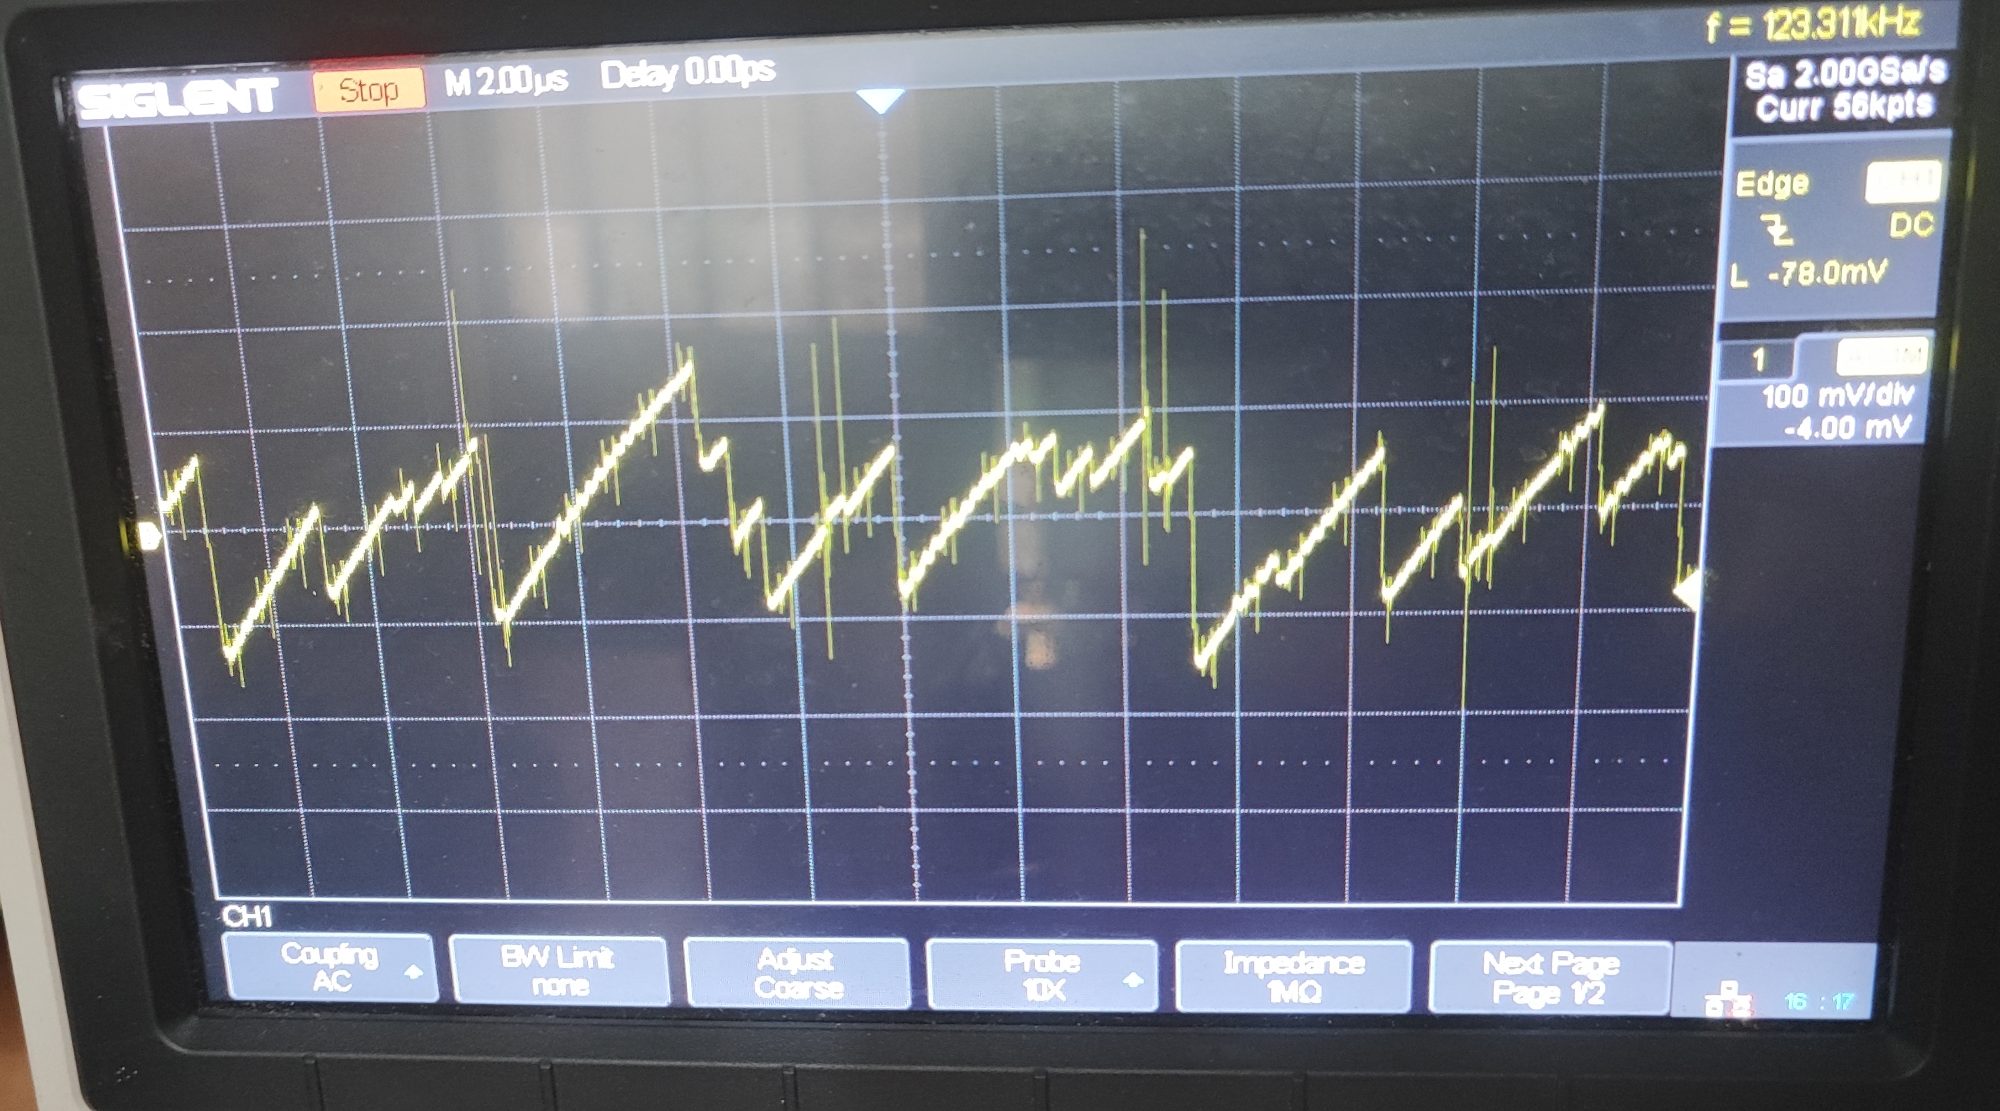 f = 123.311kHz
SIGLENT Stop M 2.00µs Delay 0.00ps
Sa 2.00GSa/s
Curr 56kpts
Edge
DC
L -78.0mV
1
100 mV/div
-4.00 mV
CH1
Coupling
AC
BW Limit
none
Adjust
Coarse
Probe
10X
Impedance
1MΩ
Next Page
Page 1/2
16 : 17